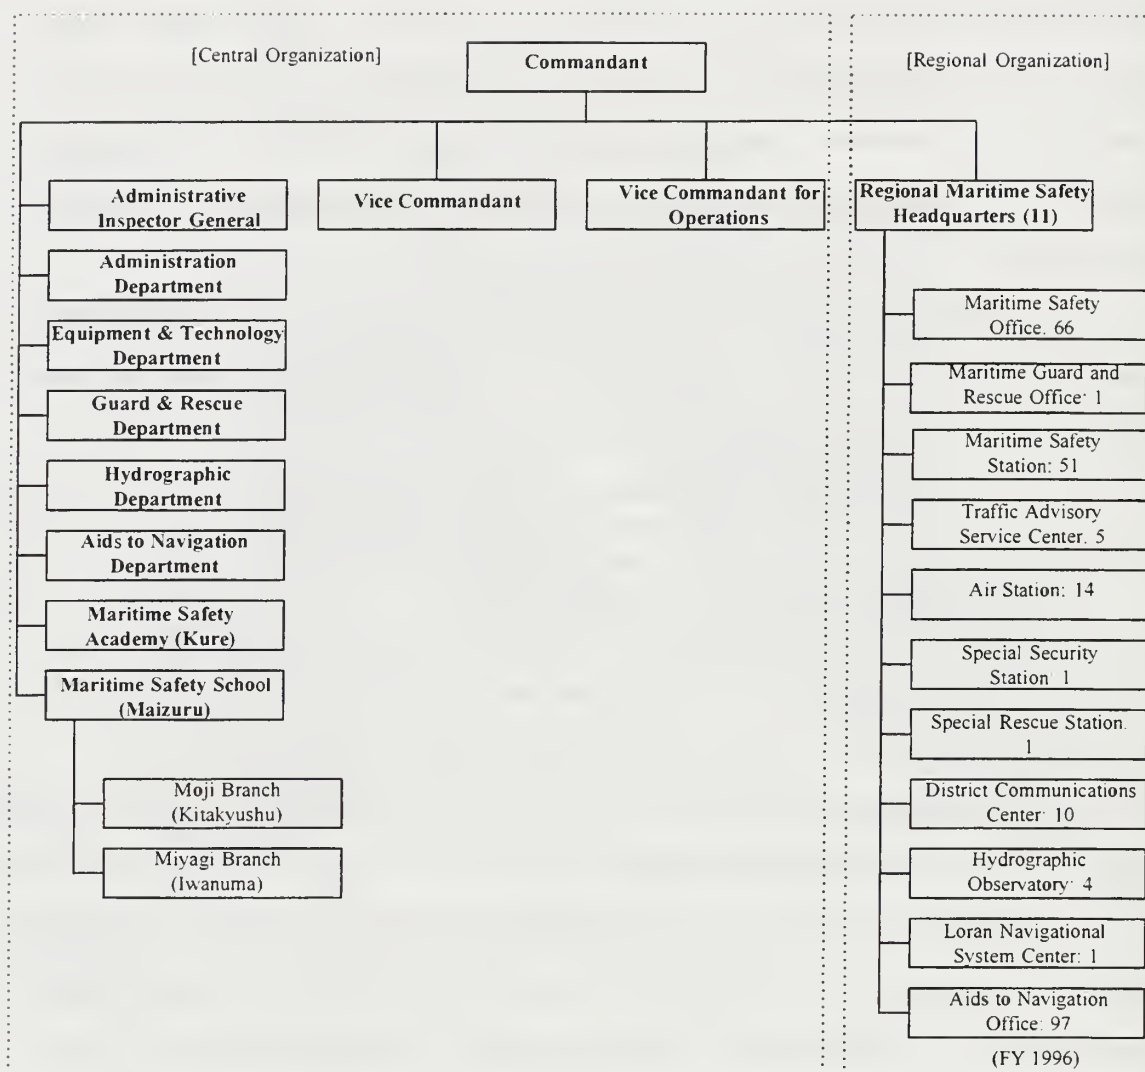 [Central Organization]
Commandant
[Regional Organization]
Administrative
Inspector General
Vice Commandant
Vice Commandant for
Operations
Regional Maritime Safety
Headquarters (11)
Administration
Department
Equipment & Technology
Department
Guard & Rescue
Department
Hydrographic
Department
Aids to Navigation
Department
Maritime Safety
Academy (Kure)
Maritime Safety School
(Maizuru)
Moji Branch
(Kitakyushu)
Miyagi Branch
(Iwanuma)
Maritime Safety
Office. 66
Maritime Guard and
Rescue Office: 1
Maritime Safety
Station: 51
Traffic Advisory
Service Center. 5
Air Station: 14
Special Security
Station: 1
Special Rescue Station.
1
District Communications
Center: 10
Hydrographic
Observatory: 4
Loran Navigational
System Center: 1
Aids to Navigation
Office: 97
(FY 1996)